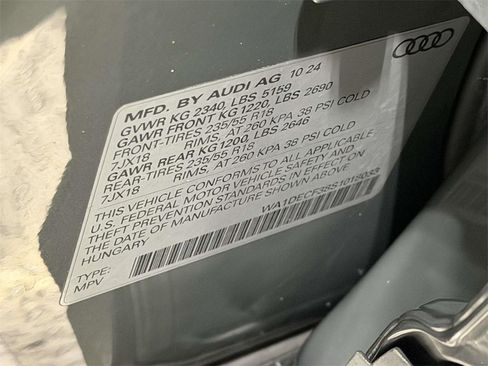 MFD. BY AUDI AG 10 24
GVWR KG 2340, LBS 5159
GAWR FRONT KG 1220, LBS 2690
FRONT-TIRES 235/55 R18
7JX18 RIMS, AT 260 KPA 38 PSI COLD
GAWR REAR KG 1200, LBS 2646
REAR-TIRES 235/55 R18
7JX18 RIMS, AT 260 KPA 38 PSI COLD
THIS VEHICLE CONFORMS TO ALL APPLICABLE
U.S. FEDERAL MOTOR VEHICLE SAFETY AND
THEFT PREVENTION STANDARDS IN EFFECT ON
THE DATE OF MANUFACTURE SHOWN ABOVE.
HUNGARY
WA1DECF38S1018033
TYPE:
MPV